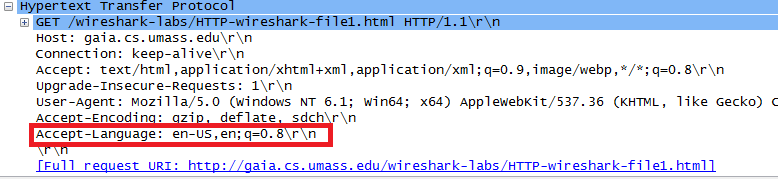 Hypertext Transfer Protocol
GET /wireshark-labs/HTTP-wireshark-file1.html HTTP/1.1\r\n
Host: gaia.cs.umass.edu\r\n
Connection: keep-alive\r\n
Accept: text/html,application/xhtml+xml,application/xml;q=0.9,image/webp,*/*;q=0.8\r\n
Upgrade-Insecure-Requests: 1\r\n
User-Agent: Mozilla/5.0 (Windows NT 6.1; Win64; x64) AppleWebKit/537.36 (KHTML, like Gecko) C
Accept-Encoding: gzip, deflate, sdch\r\n
Accept-Language: en-US,en;q=0.8\r\n
\r\n
[Full request URI: http://gaia.cs.umass.edu/wireshark-labs/HTTP-wireshark-file1.html]